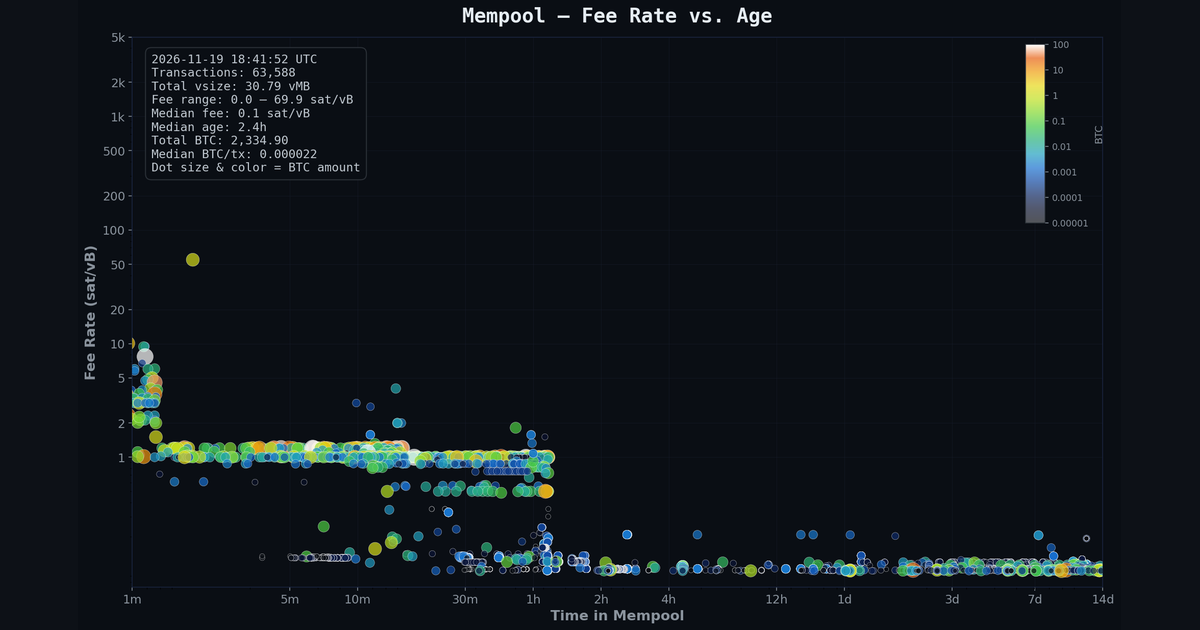 Mempool — Fee Rate vs. Age
2026-11-19 18:41:52 UTC
Transactions: 63,588
Total vsize: 30.79 vMB
Fee range: 0.0 – 69.9 sat/vB
Median fee: 0.1 sat/vB
Median age: 2.4h
Total BTC: 2,334.90
Median BTC/tx: 0.000022
Dot size & color = BTC amount
5k
2k
1k
500
200
100
50
20
10
5
2
1
Fee Rate (sat/vB)
100
10
1
0.1
0.01
0.001
0.0001
0.00001
BTC
1m 5m 10m 30m 1h 2h 4h 12h 1d 3d 7d 14d
Time in Mempool